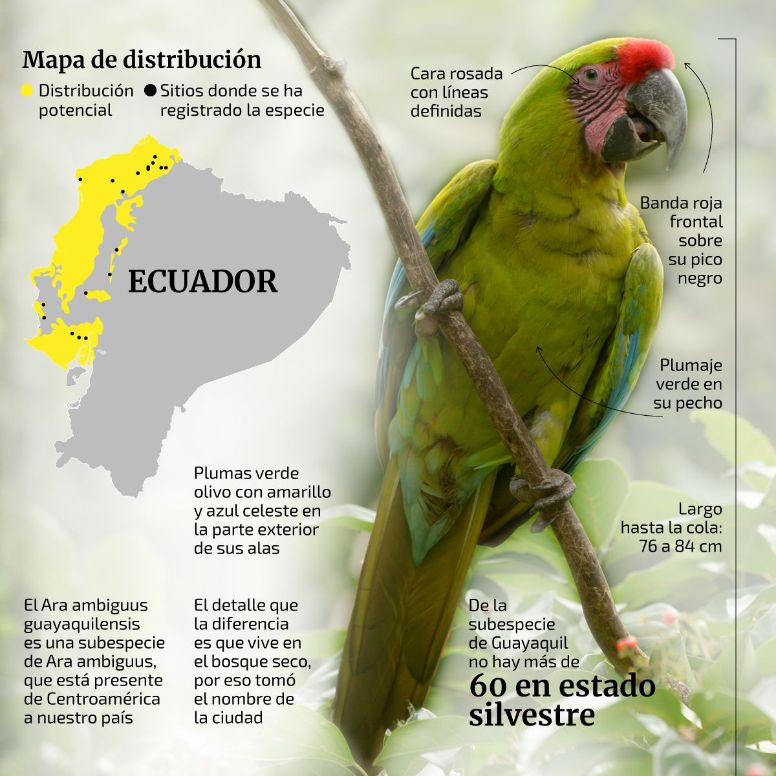 Mapa de distribución
Distribución
potencial
Sitios donde se ha
registrado la especie
ECUADOR
Cara rosada
con líneas
definidas
Banda roja
frontal
sobre
su pico
negro
Plumaje
verde en
su pecho
Plumas verde
olivo con amarillo
y azul celeste en
la parte exterior
de sus alas
Largo
hasta la cola:
76 a 84 cm
El Ara ambiguus
guayaquilensis
es una subespecie
de Ara ambiguus,
que está presente
de Centroamérica
a nuestro país
El detalle que
la diferencia
es que vive en
el bosque seco,
por eso tomó
el nombre de
la ciudad
De la
subespecie
de Guayaquil
no hay más de
60 en estado
silvestre